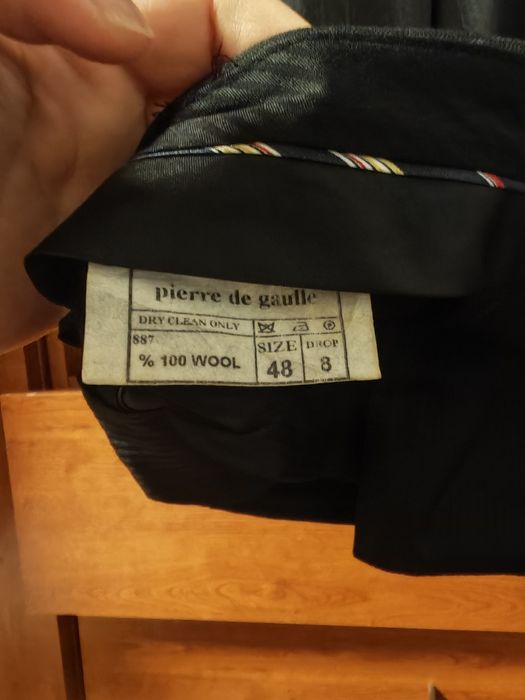 pierre de gaulle
DRY CLEAN ONLY
887
% 100 WOOL
SIZE
48
DROP
8